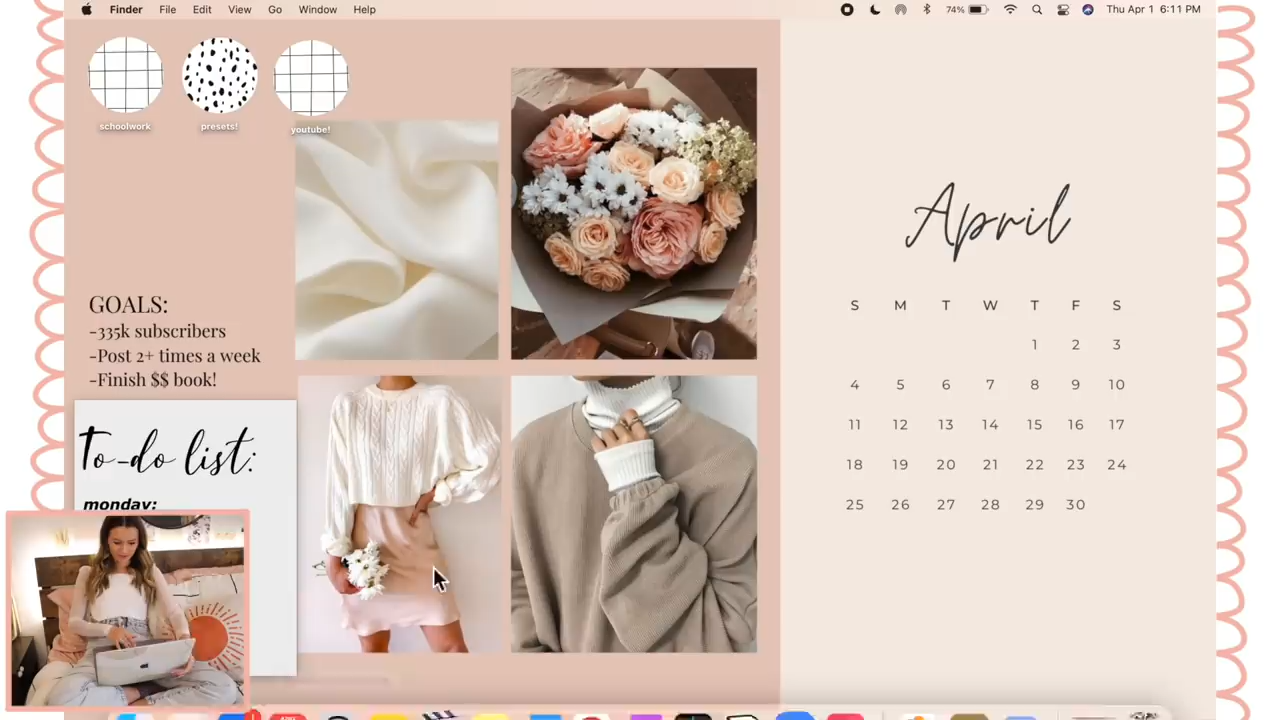 Finder File Edit View Go Window Help
74% Thu Apr 1 6:11 PM
schoolwork presets! youtube!
GOALS:
-335k subscribers
-Post 2+ times a week
-Finish $$ book!
To-do list:
monday:
April
S M T W T F S
1 2 3
4 5 6 7 8 9 10
11 12 13 14 15 16 17
18 19 20 21 22 23 24
25 26 27 28 29 30